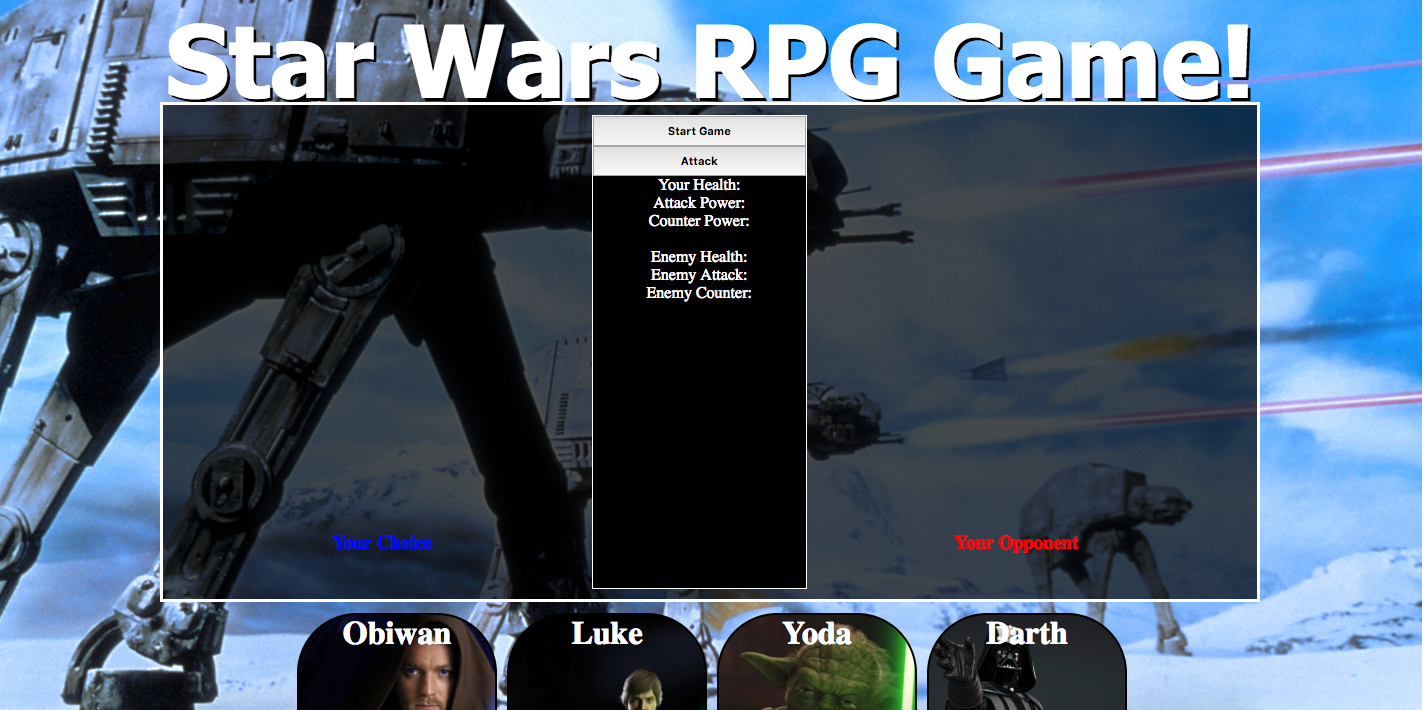 Star Wars RPG Game!
Start Game
Attack
Your Health:
Attack Power:
Counter Power:
Enemy Health:
Enemy Attack:
Enemy Counter:
Your Choice
Your Opponent
Obiwan
Luke
Yoda
Darth